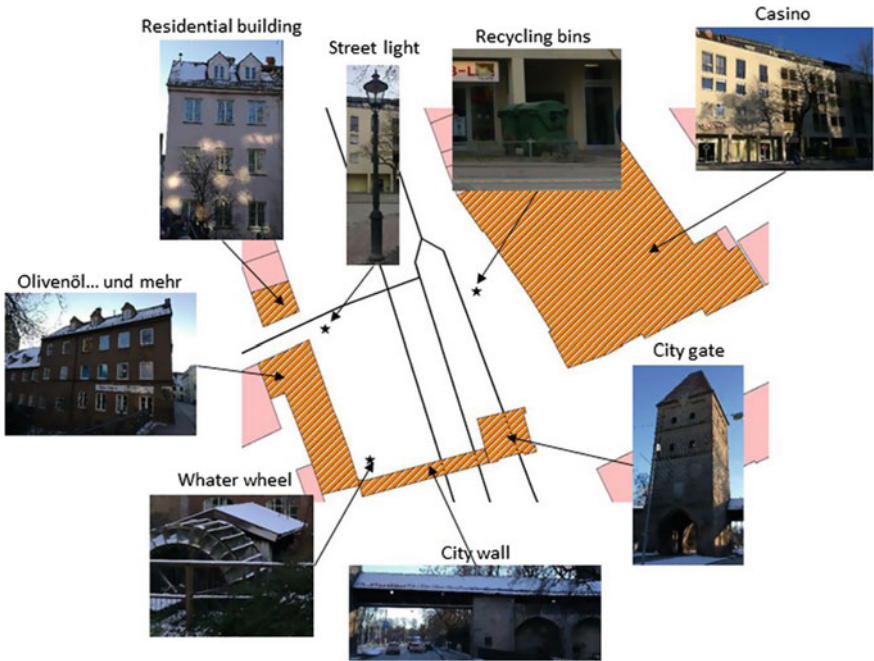 Casino
Residential building
Street light
Recycling bins
B-L
Olivenöl... und mehr
City gate
Whater wheel
City wall